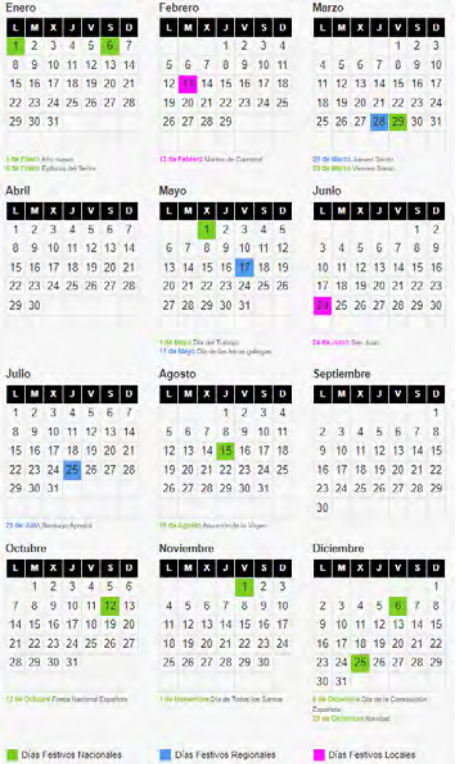 Enero
L M X J V S D
1 2 3 4 5 6 7
8 9 10 11 12 13 14
15 16 17 18 19 20 21
22 23 24 25 26 27 28
29 30 31
1 de Enero Año nuevo
6 de Enero Epifanía del Señor
Febrero
L M X J V S D
1 2 3 4
5 6 7 8 9 10 11
12 13 14 15 16 17 18
19 20 21 22 23 24 25
26 27 28 29
13 de Febrero Martes de Carnaval
Marzo
L M X J V S D
1 2 3
4 5 6 7 8 9 10
11 12 13 14 15 16 17
18 19 20 21 22 23 24
25 26 27 28 29 30 31
28 de Marzo Jueves Santo
29 de Marzo Viernes Santo
Abril
L M X J V S D
1 2 3 4 5 6 7
8 9 10 11 12 13 14
15 16 17 18 19 20 21
22 23 24 25 26 27 28
29 30
Mayo
L M X J V S D
1 2 3 4 5
6 7 8 9 10 11 12
13 14 15 16 17 18 19
20 21 22 23 24 25 26
27 28 29 30 31
1 de Mayo Día del Trabajo
17 de Mayo Día de las letras gallegas
Junio
L M X J V S D
1 2
3 4 5 6 7 8 9
10 11 12 13 14 15 16
17 18 19 20 21 22 23
24 25 26 27 28 29 30
24 de Junio San Juan
Julio
L M X J V S D
1 2 3 4 5 6 7
8 9 10 11 12 13 14
15 16 17 18 19 20 21
22 23 24 25 26 27 28
29 30 31
25 de Julio Santiago Apóstol
Agosto
L M X J V S D
1 2 3 4
5 6 7 8 9 10 11
12 13 14 15 16 17 18
19 20 21 22 23 24 25
26 27 28 29 30 31
15 de Agosto Asunción de la Virgen
Septiembre
L M X J V S D
1
2 3 4 5 6 7 8
9 10 11 12 13 14 15
16 17 18 19 20 21 22
23 24 25 26 27 28 29
30
Octubre
L M X J V S D
1 2 3 4 5 6
7 8 9 10 11 12 13
14 15 16 17 18 19 20
21 22 23 24 25 26 27
28 29 30 31
12 de Octubre Fiesta Nacional Española
Noviembre
L M X J V S D
1 2 3
4 5 6 7 8 9 10
11 12 13 14 15 16 17
18 19 20 21 22 23 24
25 26 27 28 29 30
1 de Noviembre Día de Todos los Santos
Diciembre
L M X J V S D
1
2 3 4 5 6 7 8
9 10 11 12 13 14 15
16 17 18 19 20 21 22
23 24 25 26 27 28 29
30 31
6 de Diciembre Día de la Constitución
Española
25 de Diciembre Navidad
Días Festivos Nacionales
Días Festivos Regionales
Días Festivos Locales